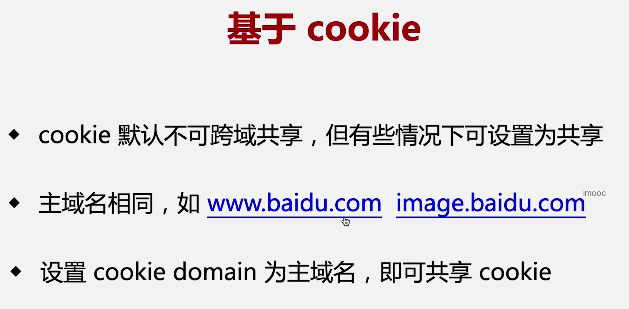 基于 cookie
◆ cookie 默认不可跨域共享，但有些情况下可设置为共享
imooc
◆ 主域名相同，如 www.baidu.com image.baidu.com
◆ 设置 cookie domain 为主域名，即可共享 cookie